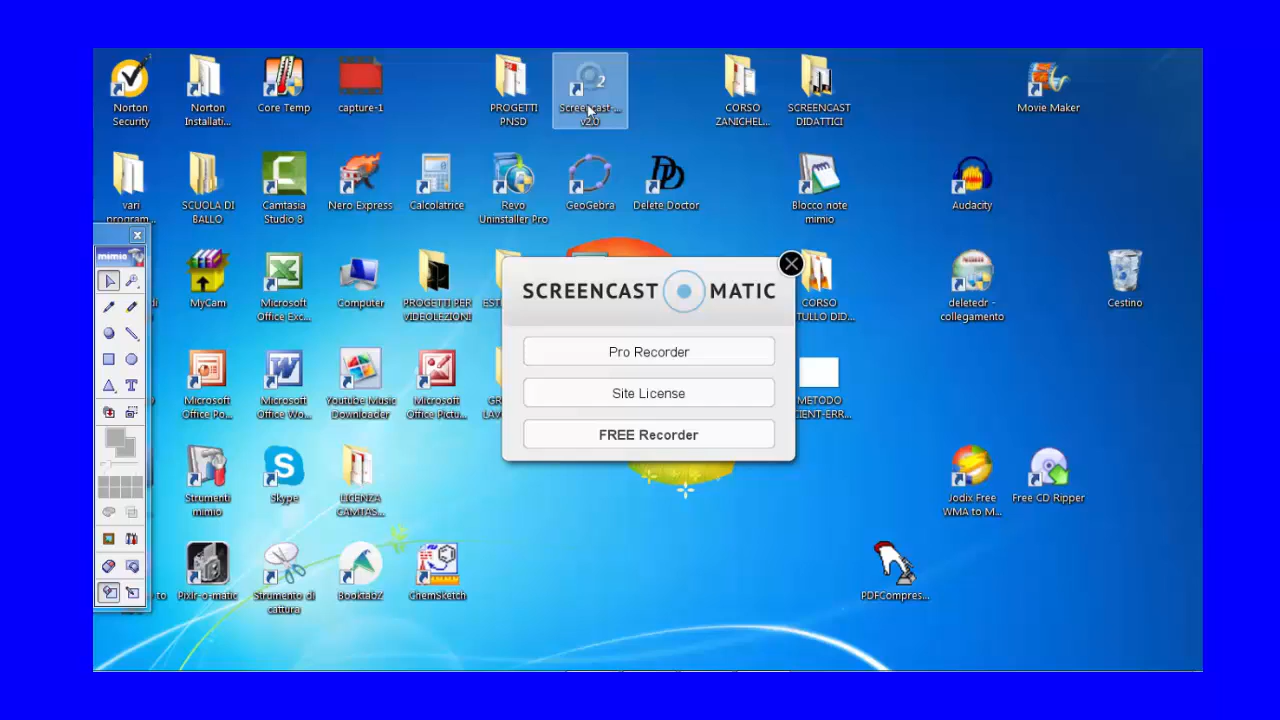 Norton
Security
Norton
Installati...
Core Temp
capture-1
PROGETTI
PNSD
2
Screencast-...
v2.0
CORSO
ZANICHEL...
SCREENCAST
DIDATTICI
Movie Maker
vari
program...
SCUOLA DI
BALLO
Camtasia
Studio 8
Nero Express
Calcolatrice
Revo
Uninstaller Pro
GeoGebra
Delete Doctor
Blocco note
mimio
Audacity
mimio
MyCam
Microsoft
Office Exc...
Computer
PROGETTI PER
VIDEOLEZIONI
CORSO
deletedr -
collegamento
Cestino
SCREENCAST MATIC
Pro Recorder
Site License
FREE Recorder
Microsoft
Office Po...
Microsoft
Office Wo...
Youtube Music
Downloader
Microsoft
Office Pictu...
METODO
Strumenti
mimio
Skype
LICENZA
CAMTAS...
Jodix Free
WMA to M...
Free CD Ripper
to
Pixlr-o-matic
Strumento di
cattura
BooktabZ
ChemSketch
PDFCompres...